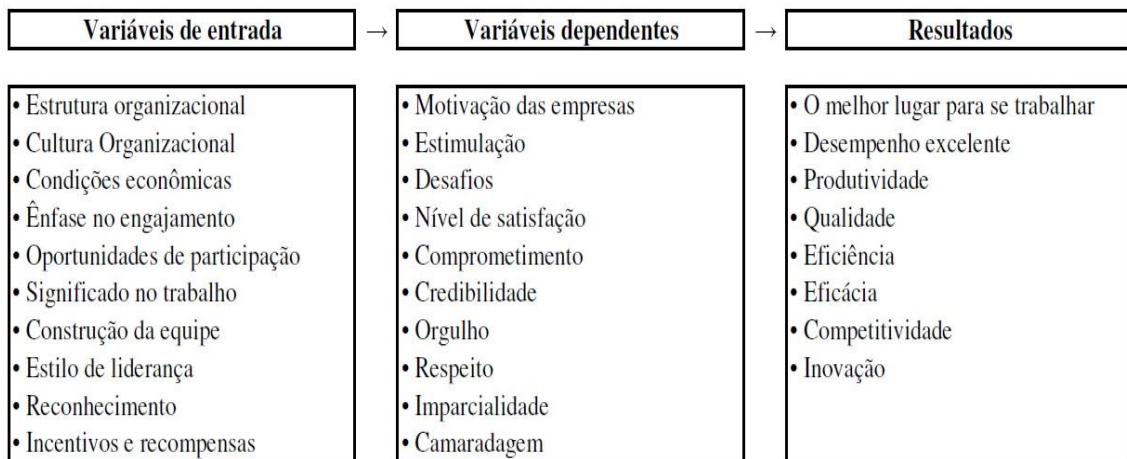 Variáveis de entrada → Variáveis dependentes → Resultados
• Estrutura organizacional
• Cultura Organizacional
• Condições econômicas
• Ênfase no engajamento
• Oportunidades de participação
• Significado no trabalho
• Construção da equipe
• Estilo de liderança
• Reconhecimento
• Incentivos e recompensas
• Motivação das empresas
• Estimulação
• Desafios
• Nível de satisfação
• Comprometimento
• Credibilidade
• Orgulho
• Respeito
• Imparcialidade
• Camaradagem
• O melhor lugar para se trabalhar
• Desempenho excelente
• Produtividade
• Qualidade
• Eficiência
• Eficácia
• Competitividade
• Inovação